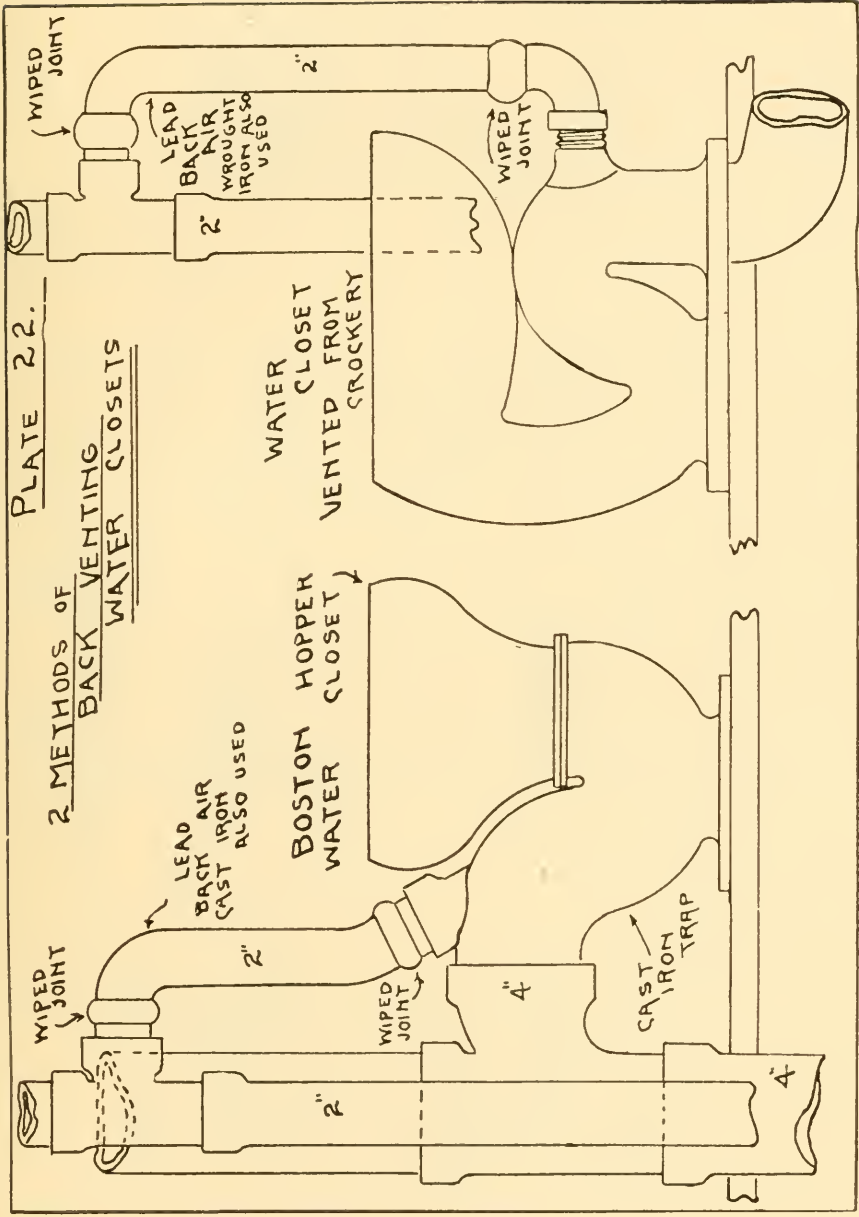 PLATE 22.
2 METHODS OF
BACK VENTING
WATER CLOSETS
WIPED
JOINT
LEAD
BACK AIR
CAST IRON
ALSO USED
2"
WIPED
JOINT
BOSTON HOPPER
WATER CLOSET
4"
2"
CAST
IRON
TRAP
4"
WIPED
JOINT
2"
LEAD
BACK
AIR
WROUGHT
IRON ALSO
USED
2"
WATER
CLOSET
VENTED FROM
CROCKERY
WIPED
JOINT